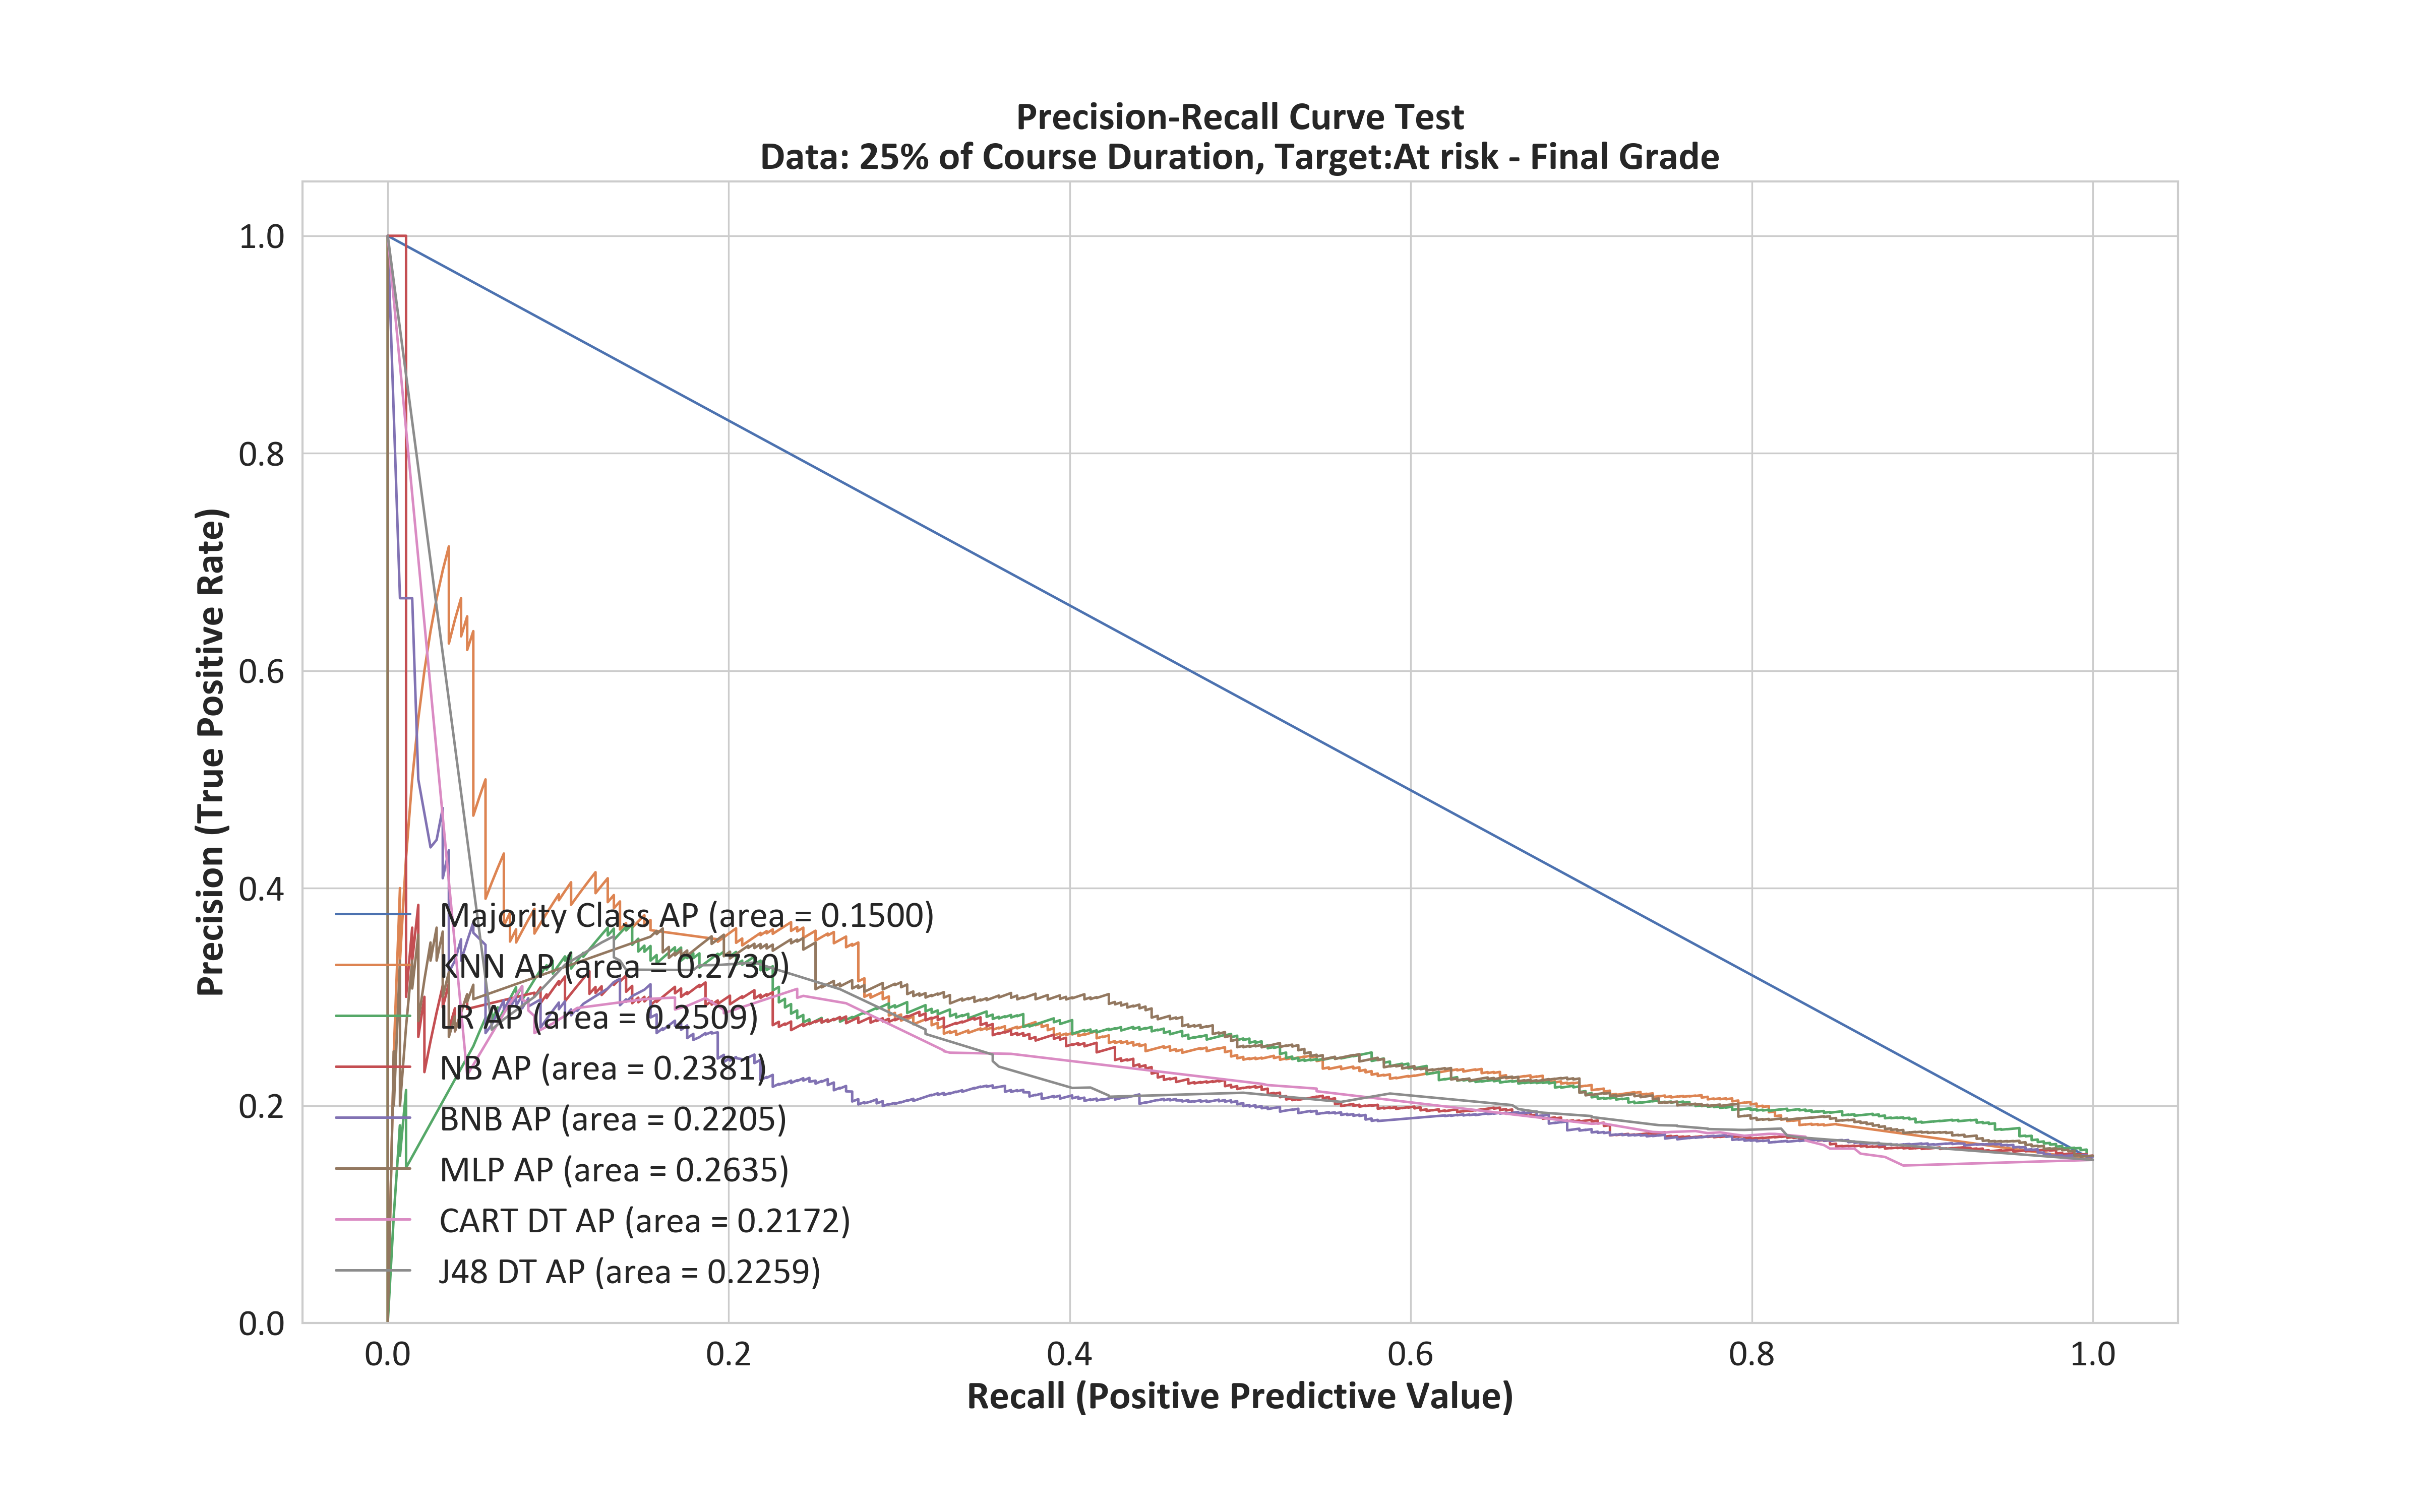 Precision-Recall Curve Test
Data: 25% of Course Duration, Target:At risk - Final Grade
Precision (True Positive Rate)
1.0
0.8
0.6
0.4
0.2
0.0
Majority Class AP (area = 0.1500)
KNN AP (area = 0.2730)
LR AP (area = 0.2509)
NB AP (area = 0.2381)
BNB AP (area = 0.2205)
MLP AP (area = 0.2635)
CART DT AP (area = 0.2172)
J48 DT AP (area = 0.2259)
0.0 0.2 0.4 0.6 0.8 1.0
Recall (Positive Predictive Value)